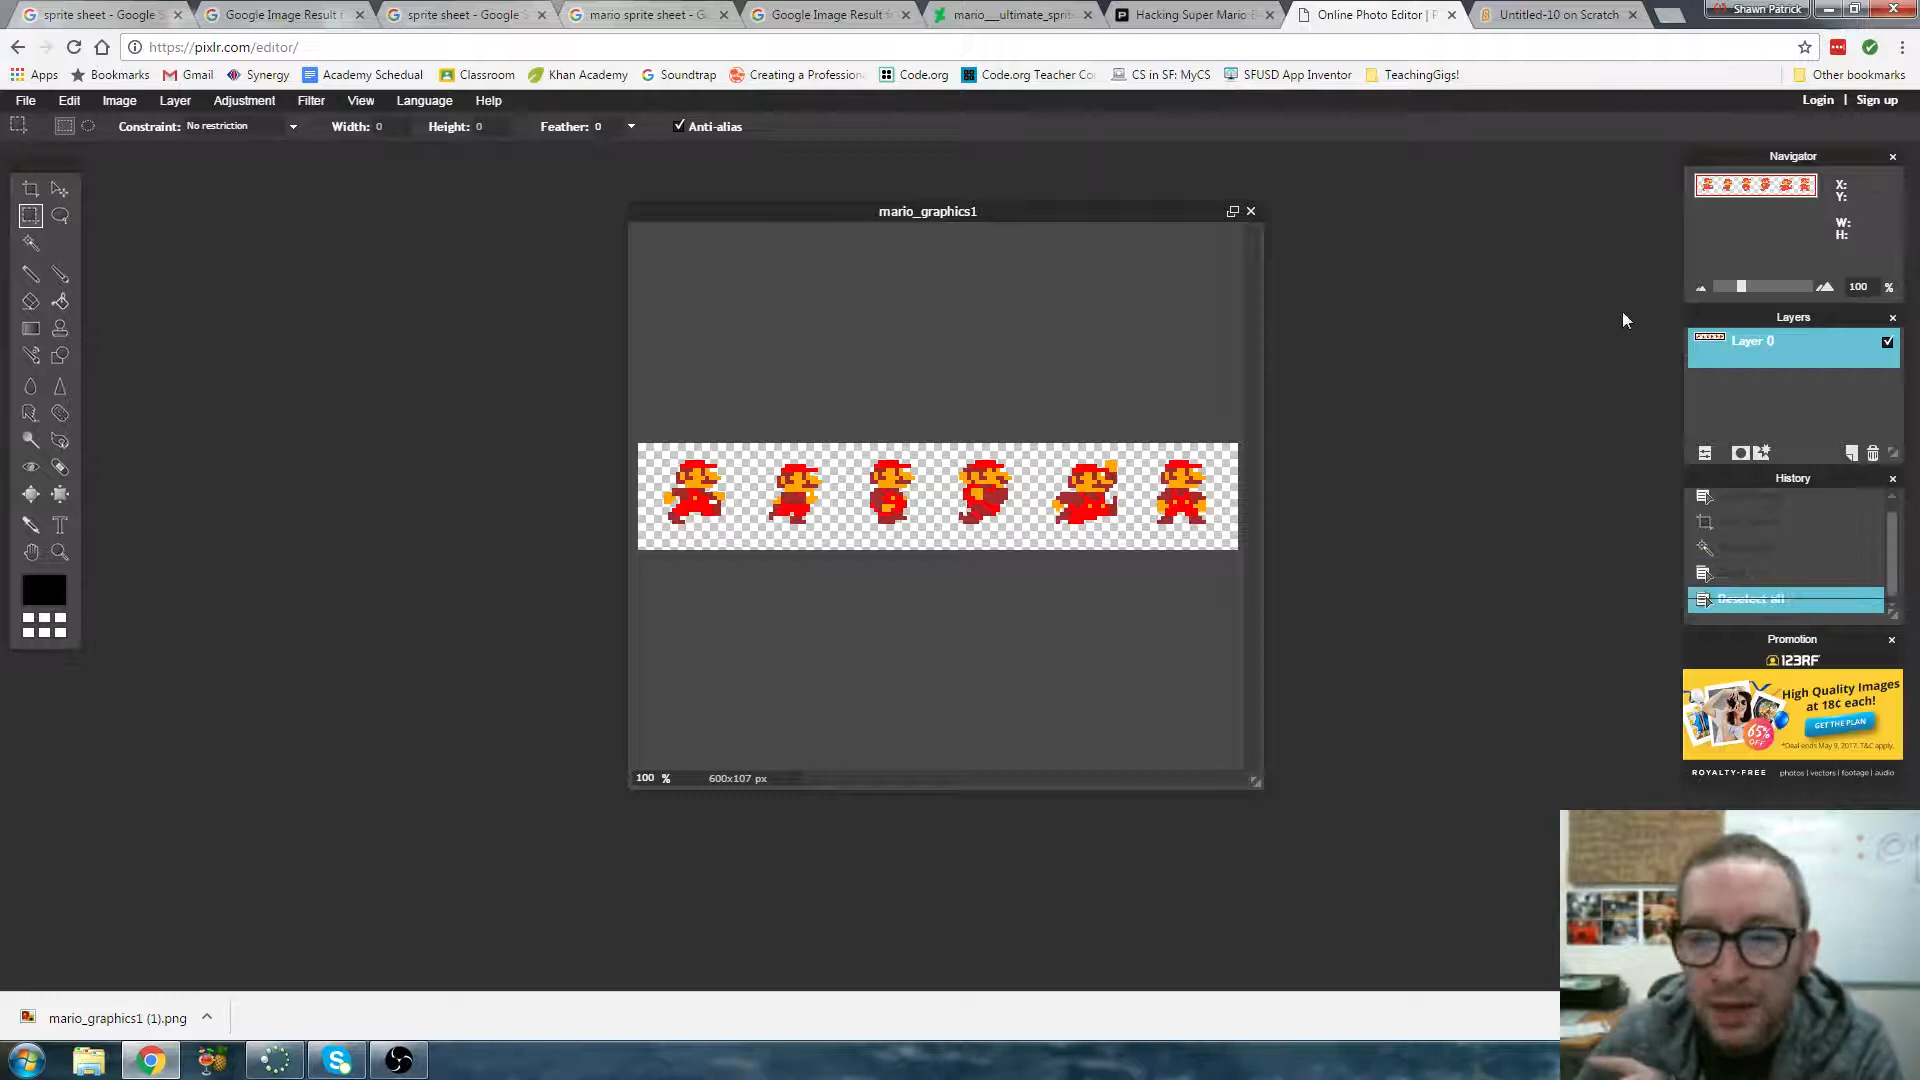 sprite sheet - Google S
Google Image Result f
sprite sheet - Google S
mario sprite sheet - G
Google Image Result f
mario__ultimate_sprit
Hacking Super Mario B
Online Photo Editor | P
Untitled-10 on Scratch
Shawn Patrick
https://pixlr.com/editor/
Apps Bookmarks Gmail Synergy Academy Schedual Classroom Khan Academy Soundtrap Creating a Profession Code.org Code.org Teacher Co CS in SF: MyCS SFUSD App Inventor TeachingGigs! Other bookmarks
File Edit Image Layer Adjustment Filter View Language Help Login | Sign up
Constraint: No restriction Width: 0 Height: 0 Feather: 0 Anti-alias
Navigator
X:
Y:
W:
H:
100 %
mario_graphics1
Layers
Layer 0
History
Deselect all
Promotion
123RF
High Quality Images
at 18¢ each!
GET THE PLAN
65%
OFF
*Deal ends May 9, 2017. T&C apply.
ROYALTY-FREE photos | vectors | footage | audio
100 % 600x107 px
mario_graphics1 (1).png